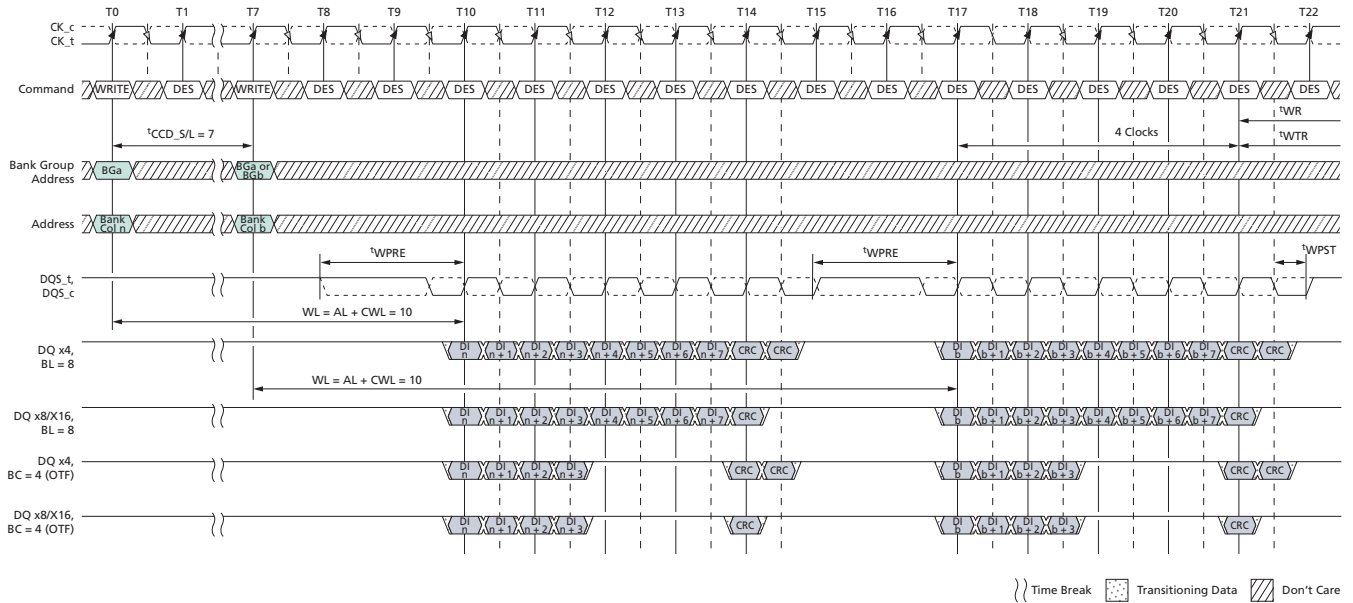 T0 T1 T7 T8 T9 T10 T11 T12 T13 T14 T15 T16 T17 T18 T19 T20 T21 T22
CK_c
CK_t
Command WRITE DES WRITE DES DES DES DES DES DES DES DES DES DES DES DES DES DES DES
tWR
tCCD_S/L = 7 4 Clocks tWTR
Bank Group
Address
BGa
BGa or
BGb
Address
Bank
Col n
Bank
Col b
tWPRE tWPRE tWPST
DQS_t,
DQS_c
WL = AL + CWL = 10
DQ x4,
BL = 8
DI n DI n + 1 DI n + 2 DI n + 3 DI n + 4 DI n + 5 DI n + 6 DI n + 7 CRC CRC DI b DI b + 1 DI b + 2 DI b + 3 DI b + 4 DI b + 5 DI b + 6 DI b + 7 CRC CRC
WL = AL + CWL = 10
DQ x8/X16,
BL = 8
DI n DI n + 1 DI n + 2 DI n + 3 DI n + 4 DI n + 5 DI n + 6 DI n + 7 CRC DI b DI b + 1 DI b + 2 DI b + 3 DI b + 4 DI b + 5 DI b + 6 DI b + 7 CRC
DQ x4,
BC = 4 (OTF)
DI n DI n + 1 DI n + 2 DI n + 3 CRC CRC DI b DI b + 1 DI b + 2 DI b + 3 CRC CRC
DQ x8/X16,
BC = 4 (OTF)
DI n DI n + 1 DI n + 2 DI n + 3 CRC DI b DI b + 1 DI b + 2 DI b + 3 CRC
Time Break Transitioning Data Don't Care